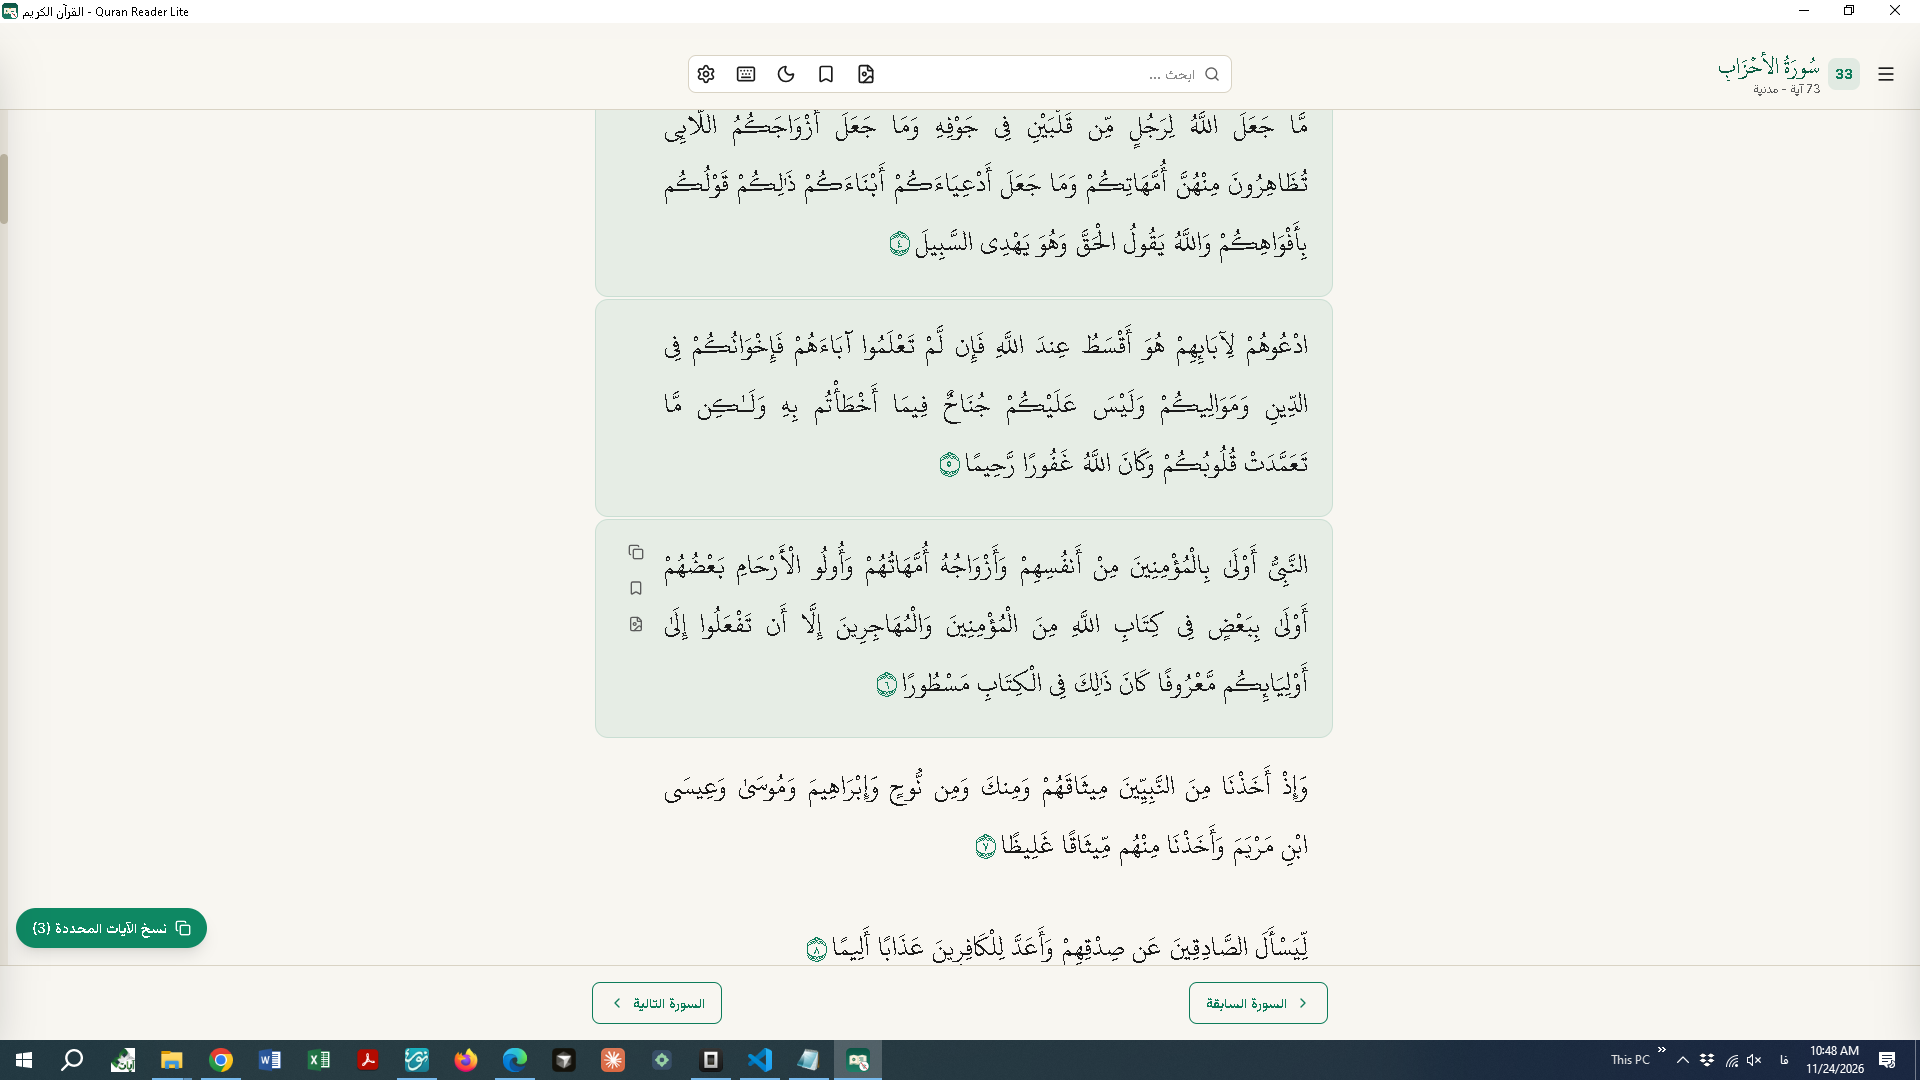 القرآن الكريم - Quran Reader Lite
ابحث ...
33
سُورَةُ الأَحْزَابِ
73 آية - مدنية
مَّا جَعَلَ اللَّهُ لِرَجُلٍ مِّن قَلْبَيْنِ فِى جَوْفِهِ وَمَا جَعَلَ أَزْوَاجَكُمُ اللَّائِى
تُظَاهِرُونَ مِنْهُنَّ أُمَّهَاتِكُمْ وَمَا جَعَلَ أَدْعِيَاءَكُمْ أَبْنَاءَكُمْ ذَٰلِكُمْ قَوْلُكُم
بِأَفْوَاهِكُمْ وَاللَّهُ يَقُولُ الْحَقَّ وَهُوَ يَهْدِى السَّبِيلَ ٤
ادْعُوهُمْ لِآبَائِهِمْ هُوَ أَقْسَطُ عِندَ اللَّهِ فَإِن لَّمْ تَعْلَمُوا آبَاءَهُمْ فَإِخْوَانُكُمْ فِى
الدِّينِ وَمَوَالِيكُمْ وَلَيْسَ عَلَيْكُمْ جُنَاحٌ فِيمَا أَخْطَأْتُم بِهِ وَلَـٰكِن مَّا
تَعَمَّدَتْ قُلُوبُكُمْ وَكَانَ اللَّهُ غَفُورًا رَّحِيمًا ٥
النَّبِىُّ أَوْلَىٰ بِالْمُؤْمِنِينَ مِنْ أَنفُسِهِمْ وَأَزْوَاجُهُ أُمَّهَاتُهُمْ وَأُولُو الْأَرْحَامِ بَعْضُهُمْ
أَوْلَىٰ بِبَعْضٍ فِى كِتَابِ اللَّهِ مِنَ الْمُؤْمِنِينَ وَالْمُهَاجِرِينَ إِلَّا أَن تَفْعَلُوا إِلَىٰ
أَوْلِيَائِكُم مَّعْرُوفًا كَانَ ذَٰلِكَ فِى الْكِتَابِ مَسْطُورًا ٦
وَإِذْ أَخَذْنَا مِنَ النَّبِيِّينَ مِيثَاقَهُمْ وَمِنكَ وَمِن نُّوحٍ وَإِبْرَاهِيمَ وَمُوسَىٰ وَعِيسَى
ابْنِ مَرْيَمَ وَأَخَذْنَا مِنْهُم مِّيثَاقًا غَلِيظًا ٧
لِّيَسْأَلَ الصَّادِقِينَ عَن صِدْقِهِمْ وَأَعَدَّ لِلْكَافِرِينَ عَذَابًا أَلِيمًا ٨
نسخ الآيات المحددة (3)
السورة السابقة
السورة التالية
This PC
فا
10:48 AM
11/24/2026